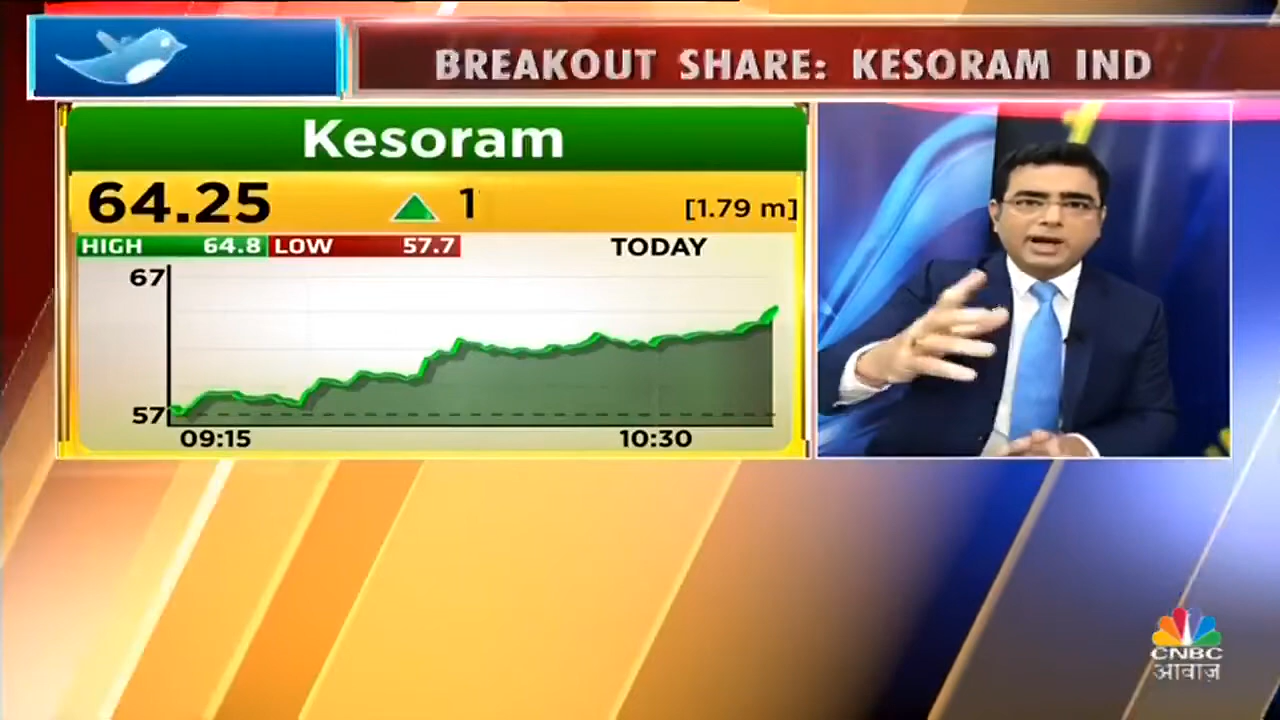 BREAKOUT SHARE: KESORAM IND
Kesoram
64.25 ▲ 1 [1.79 m]
HIGH 64.8 LOW 57.7 TODAY
67
57
09:15 10:30
CNBC
आवाज़